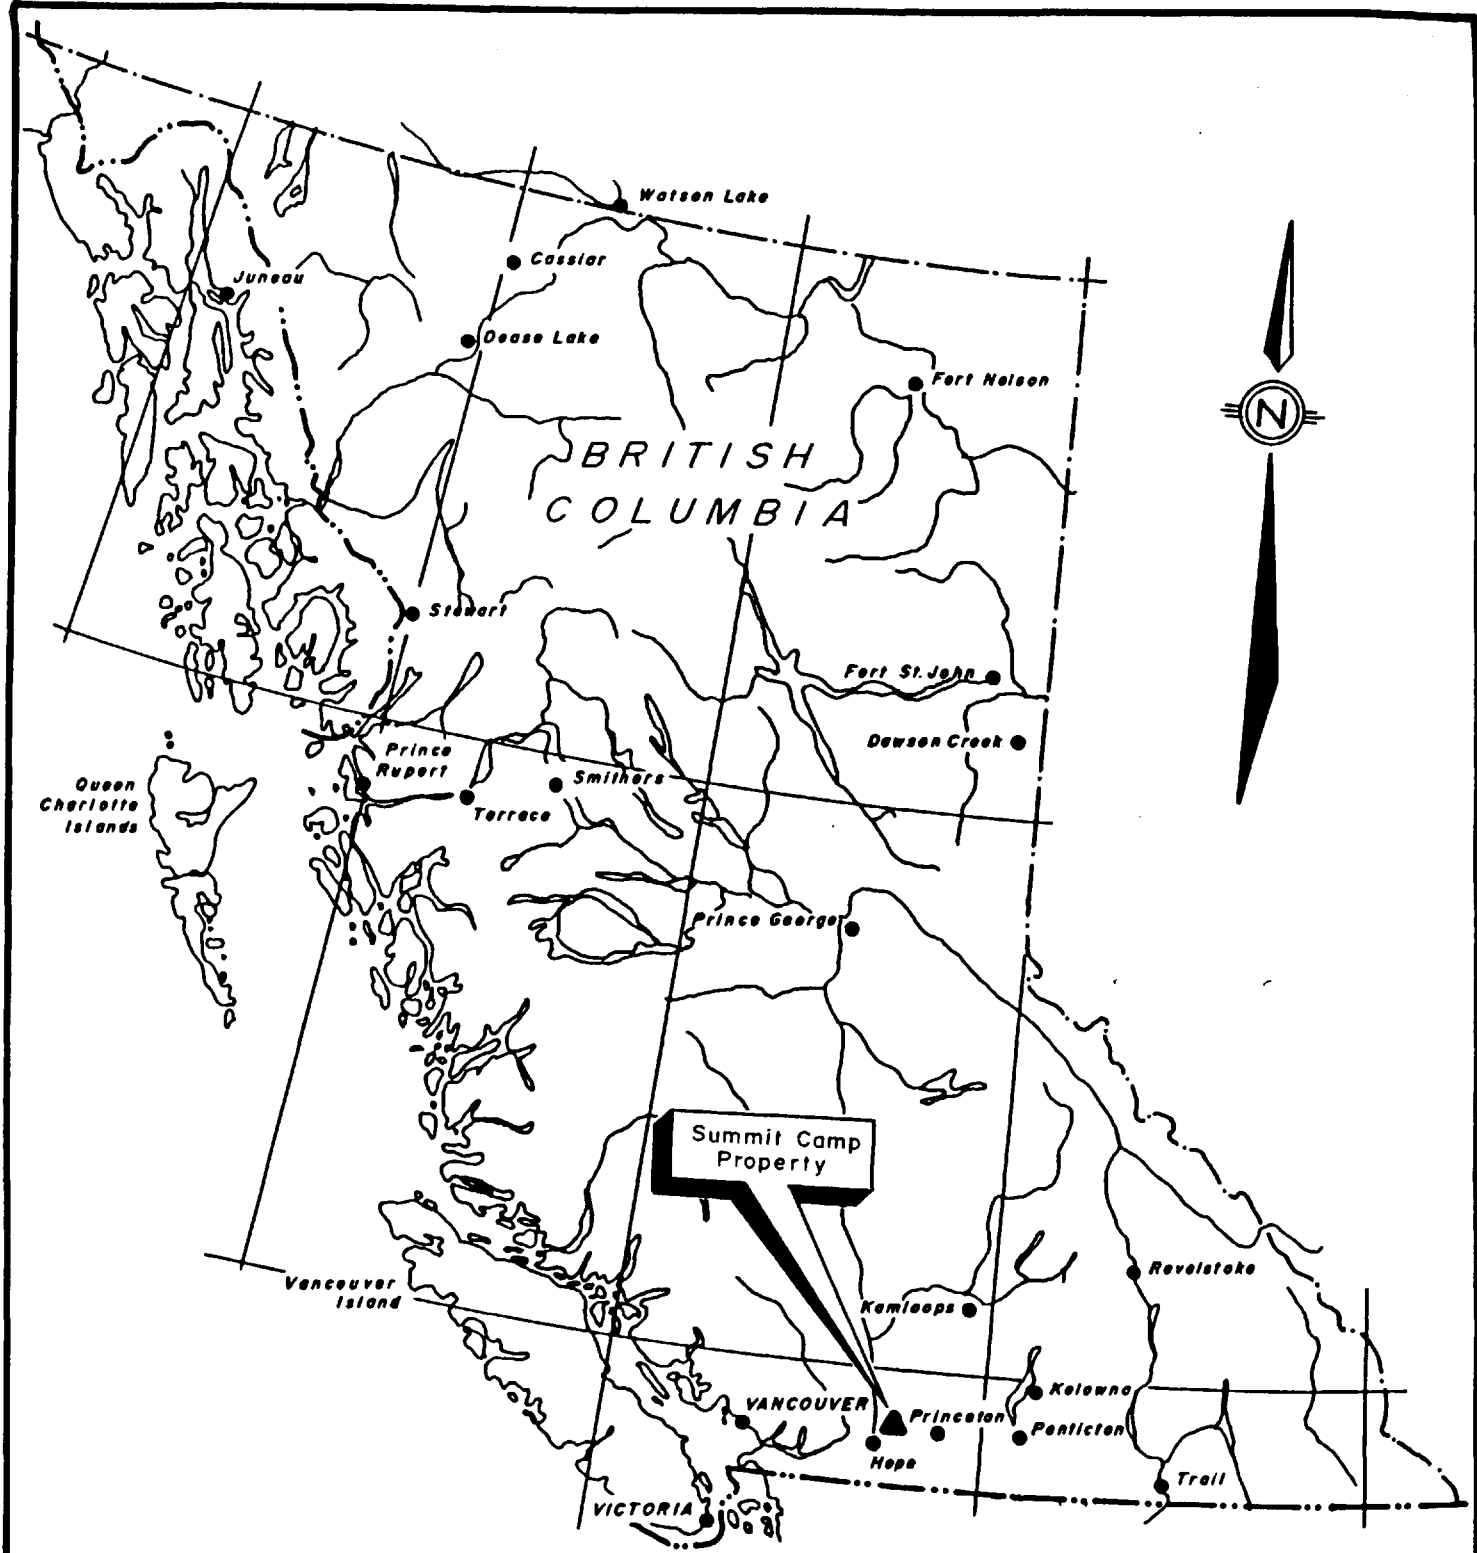 Watson Lake
Cassiar
Juneau
Dease Lake
Fort Nelson
N
BRITISH
COLUMBIA
Stewart
Fort St. John
Dawson Creek
Prince
Rupert
Smithers
Terrace
Queen
Charlotte
Islands
Prince George
Summit Camp
Property
Revelstoke
Vancouver
Island
Kamloops
Kelowna
VANCOUVER
Princeton
Penticton
Hope
Trail
VICTORIA